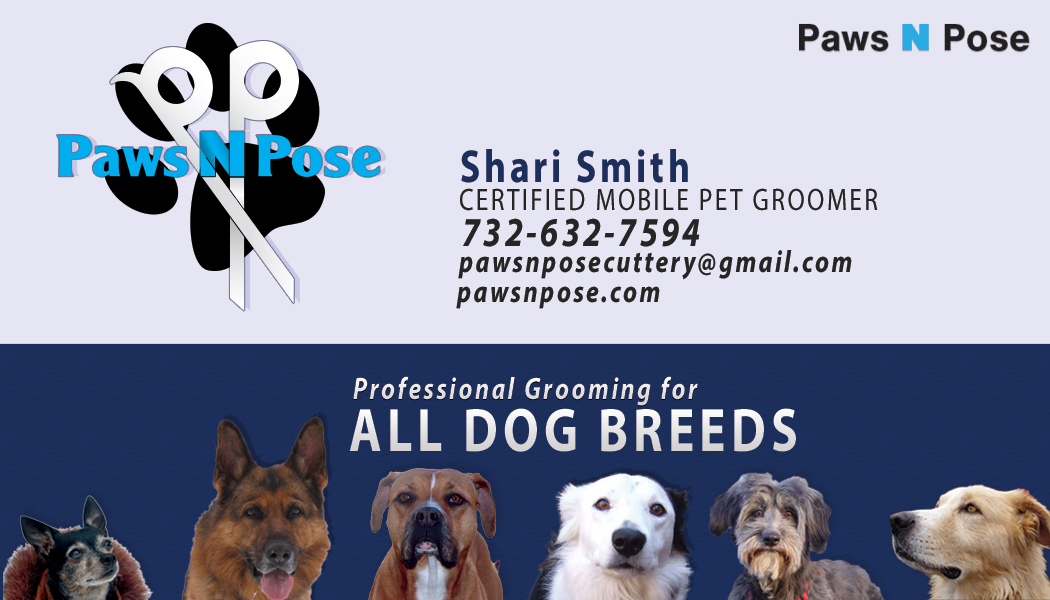 Paws N Pose
Paws N Pose
Shari Smith
CERTIFIED MOBILE PET GROOMER
732-632-7594
pawsnposecuttery@gmail.com
pawsnpose.com
Professional Grooming for
ALL DOG BREEDS